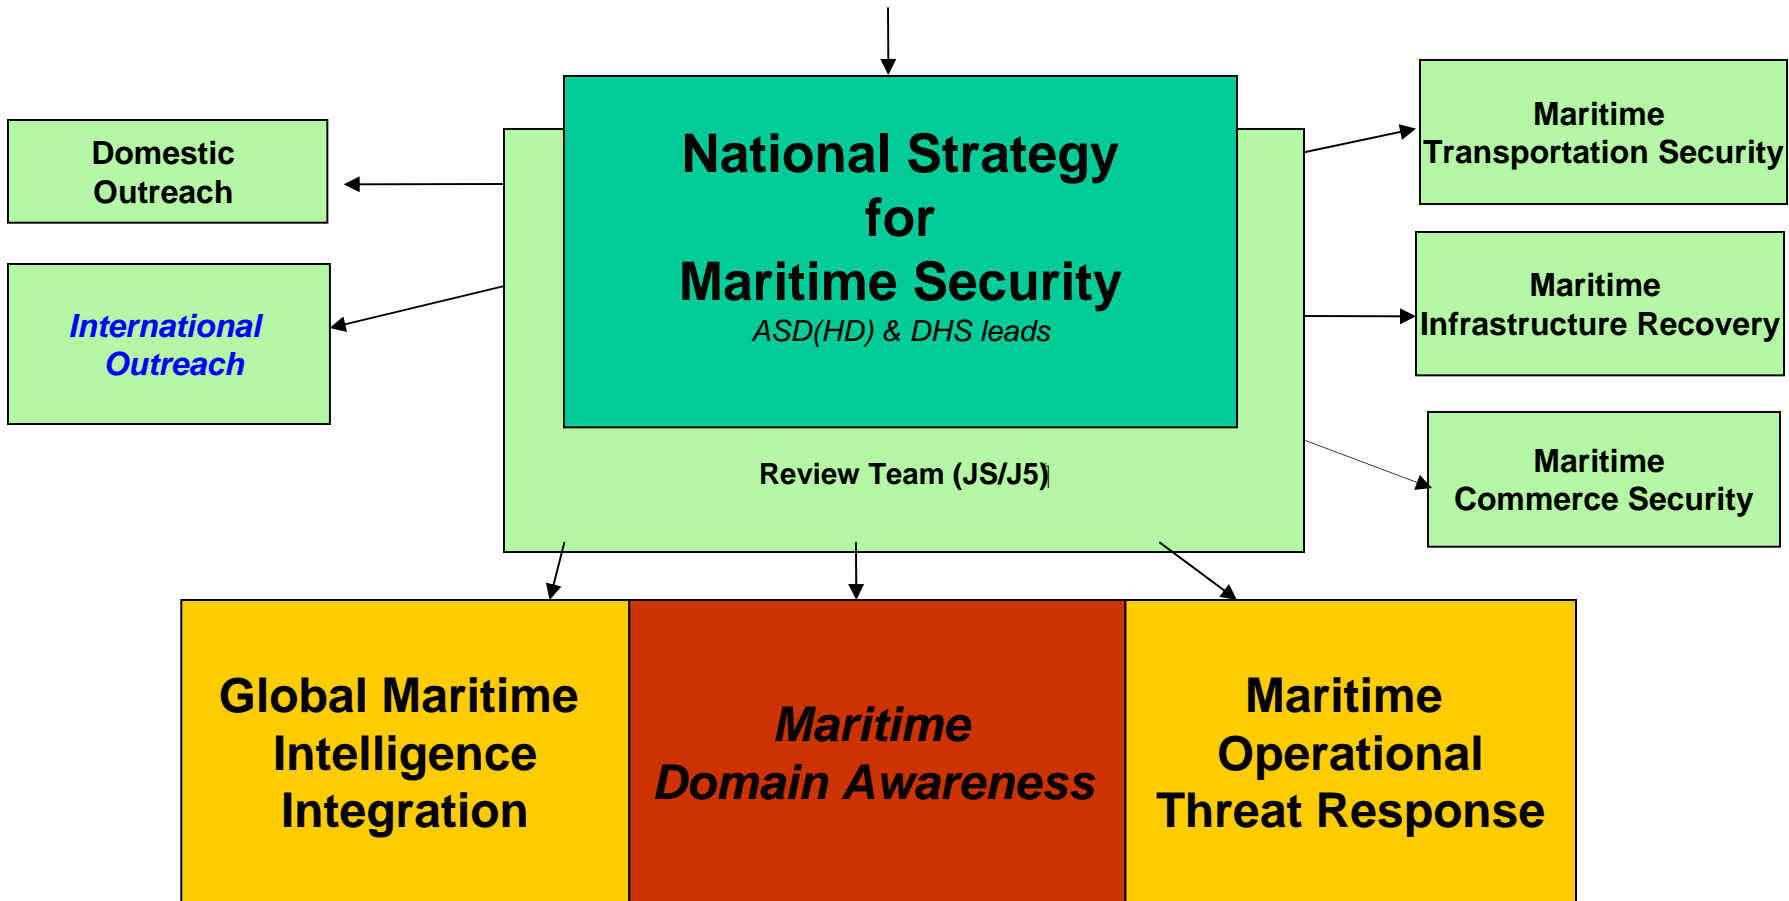 Domestic
Outreach
International
Outreach
National Strategy
for
Maritime Security
ASD(HD) & DHS leads
Review Team (JS/J5)
Maritime
Transportation Security
Maritime
Infrastructure Recovery
Maritime
Commerce Security
Global Maritime
Intelligence
Integration
Maritime
Domain Awareness
Maritime
Operational
Threat Response